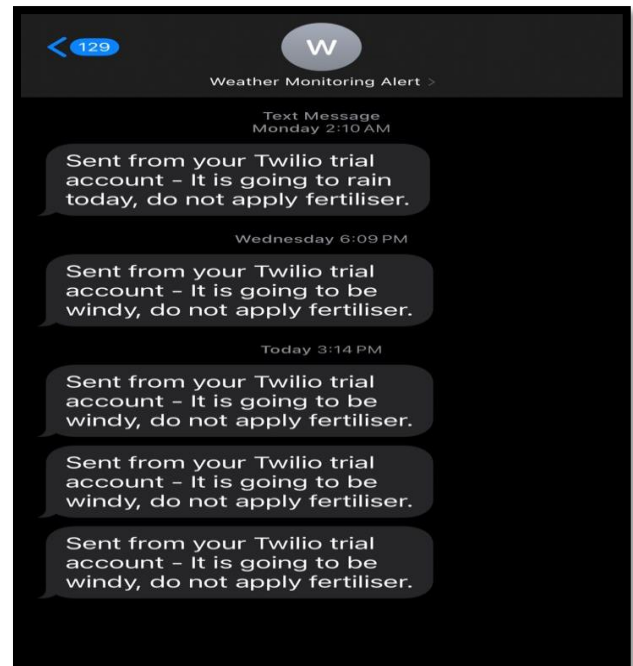 129
W
Weather Monitoring Alert >
Text Message
Monday 2:10 AM
Sent from your Twilio trial
account – It is going to rain
today, do not apply fertiliser.
Wednesday 6:09 PM
Sent from your Twilio trial
account – It is going to be
windy, do not apply fertiliser.
Today 3:14 PM
Sent from your Twilio trial
account – It is going to be
windy, do not apply fertiliser.
Sent from your Twilio trial
account – It is going to be
windy, do not apply fertiliser.
Sent from your Twilio trial
account – It is going to be
windy, do not apply fertiliser.